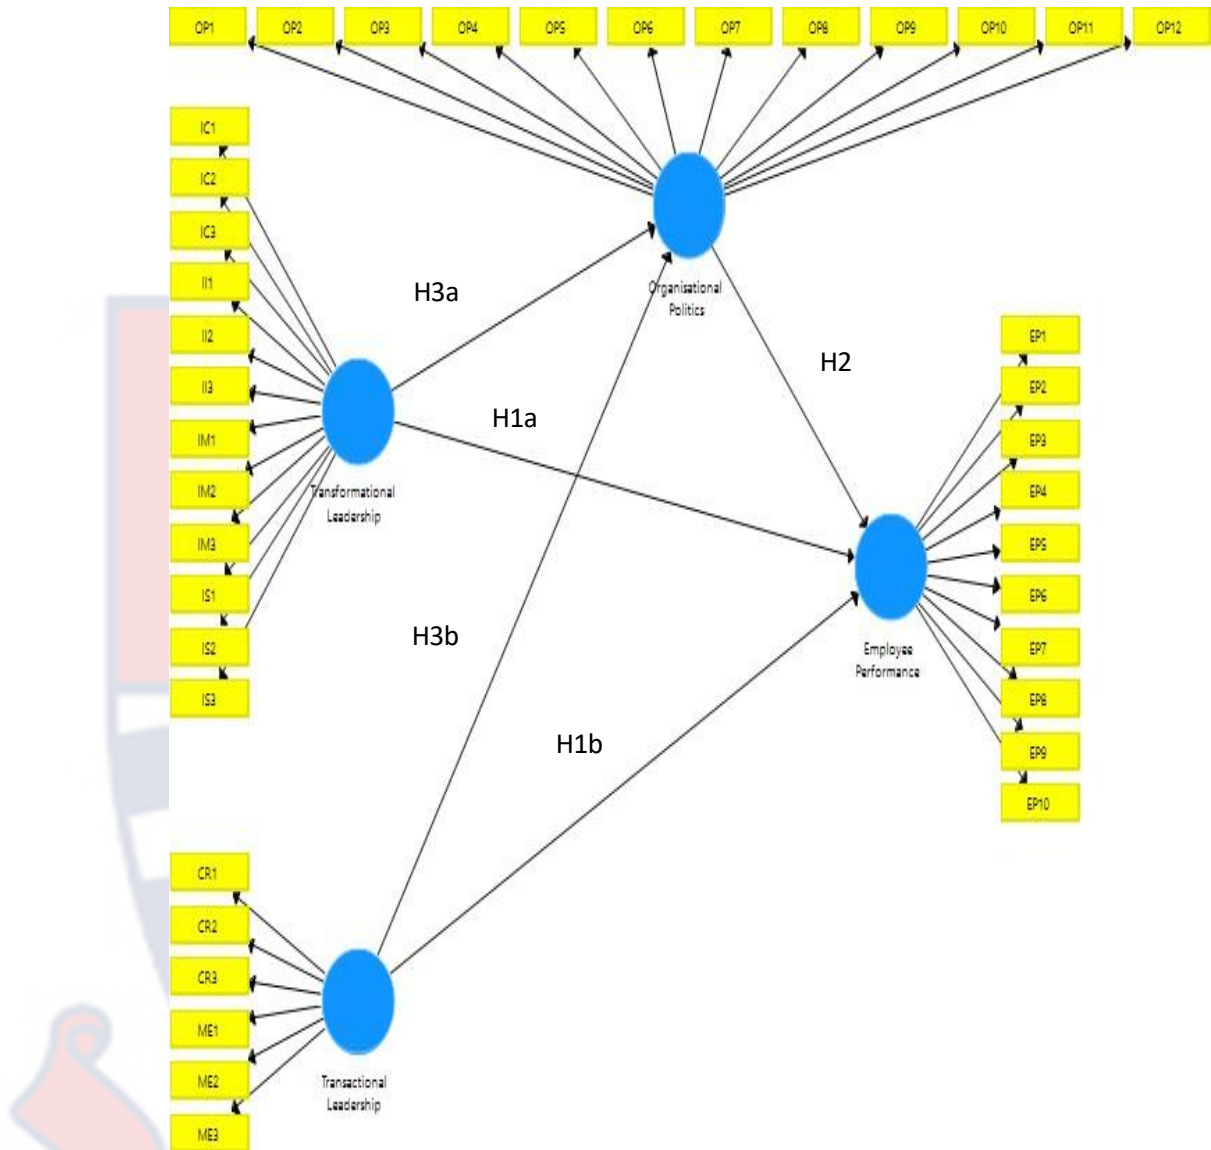 OP1 OP2 OP3 OP4 OP5 OP6 OP7 OP8 OP9 OP10 OP11 OP12
IC1
IC2
IC3
II1
II2
II3
IM1
IM2
IM3
IS1
IS2
IS3
Organisational
Politics
H3a
H2
H1a
Transformational
Leadership
EP1
EP2
EP3
EP4
EP5
EP6
EP7
EP8
EP9
EP10
Employee
Performance
H3b
H1b
CR1
CR2
CR3
ME1
ME2
ME3
Transactional
Leadership